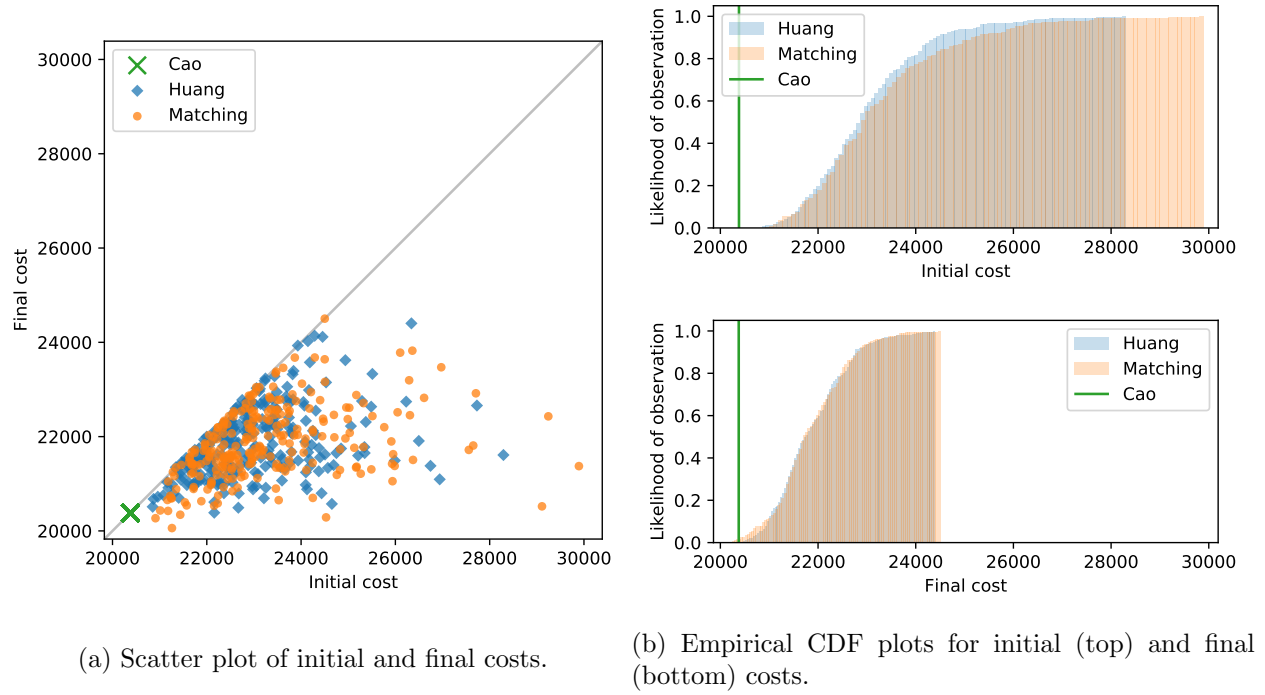 30000
28000
26000
24000
22000
20000
Final cost
Cao
Huang
Matching
20000 22000 24000 26000 28000 30000
Initial cost
(a) Scatter plot of initial and final costs.
1.0
0.8
0.6
0.4
0.2
0.0
Likelihood of observation
Huang
Matching
Cao
20000 22000 24000 26000 28000 30000
Initial cost
1.0
0.8
0.6
0.4
0.2
0.0
Likelihood of observation
Huang
Matching
Cao
20000 22000 24000 26000 28000 30000
Final cost
(b) Empirical CDF plots for initial (top) and final
(bottom) costs.